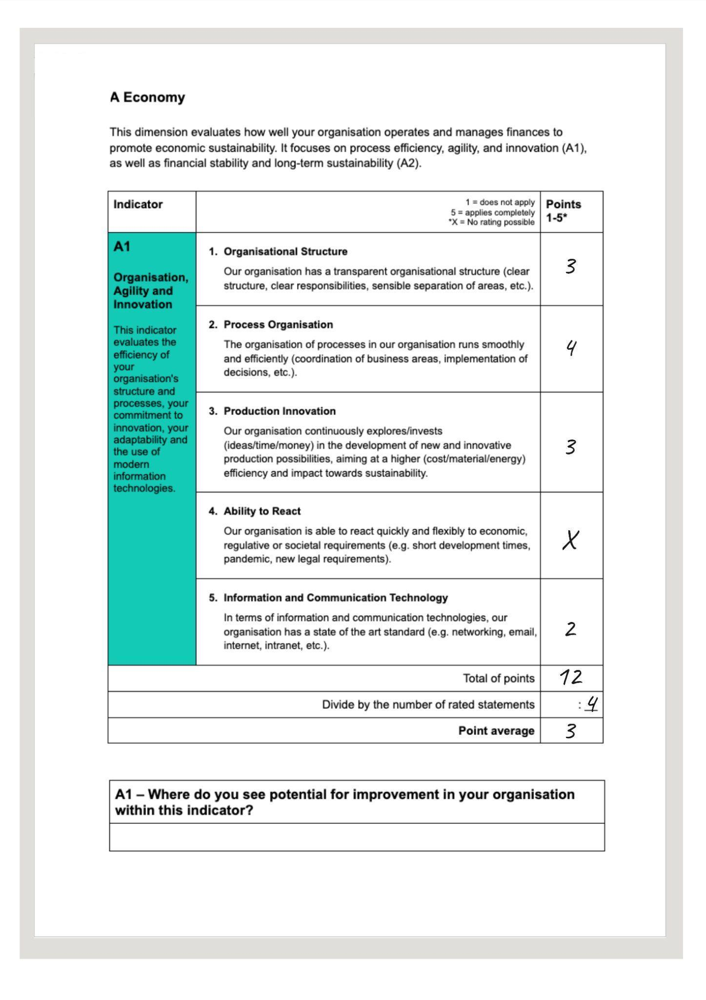 A Economy
This dimension evaluates how well your organisation operates and manages finances to
promote economic sustainability. It focuses on process efficiency, agility, and innovation (A1),
as well as financial stability and long-term sustainability (A2).
Indicator
1 = does not apply
5 = applies completely
*X = No rating possible
Points
1-5*
A1
Organisation,
Agility and
Innovation
This indicator
evaluates the
efficiency of
your
organisation's
structure and
processes, your
commitment to
innovation, your
adaptability and
the use of
modern
information
technologies.
1. Organisational Structure
Our organisation has a transparent organisational structure (clear
structure, clear responsibilities, sensible separation of areas, etc.).
3
2. Process Organisation
The organisation of processes in our organisation runs smoothly
and efficiently (coordination of business areas, implementation of
decisions, etc.).
4
3. Production Innovation
Our organisation continuously explores/invests
(ideas/time/money) in the development of new and innovative
production possibilities, aiming at a higher (cost/material/energy)
efficiency and impact towards sustainability.
3
4. Ability to React
Our organisation is able to react quickly and flexibly to economic,
regulative or societal requirements (e.g. short development times,
pandemic, new legal requirements).
X
5. Information and Communication Technology
In terms of information and communication technologies, our
organisation has a state of the art standard (e.g. networking, email,
internet, intranet, etc.).
2
Total of points 12
Divide by the number of rated statements : 4
Point average 3
A1 – Where do you see potential for improvement in your organisation
within this indicator?